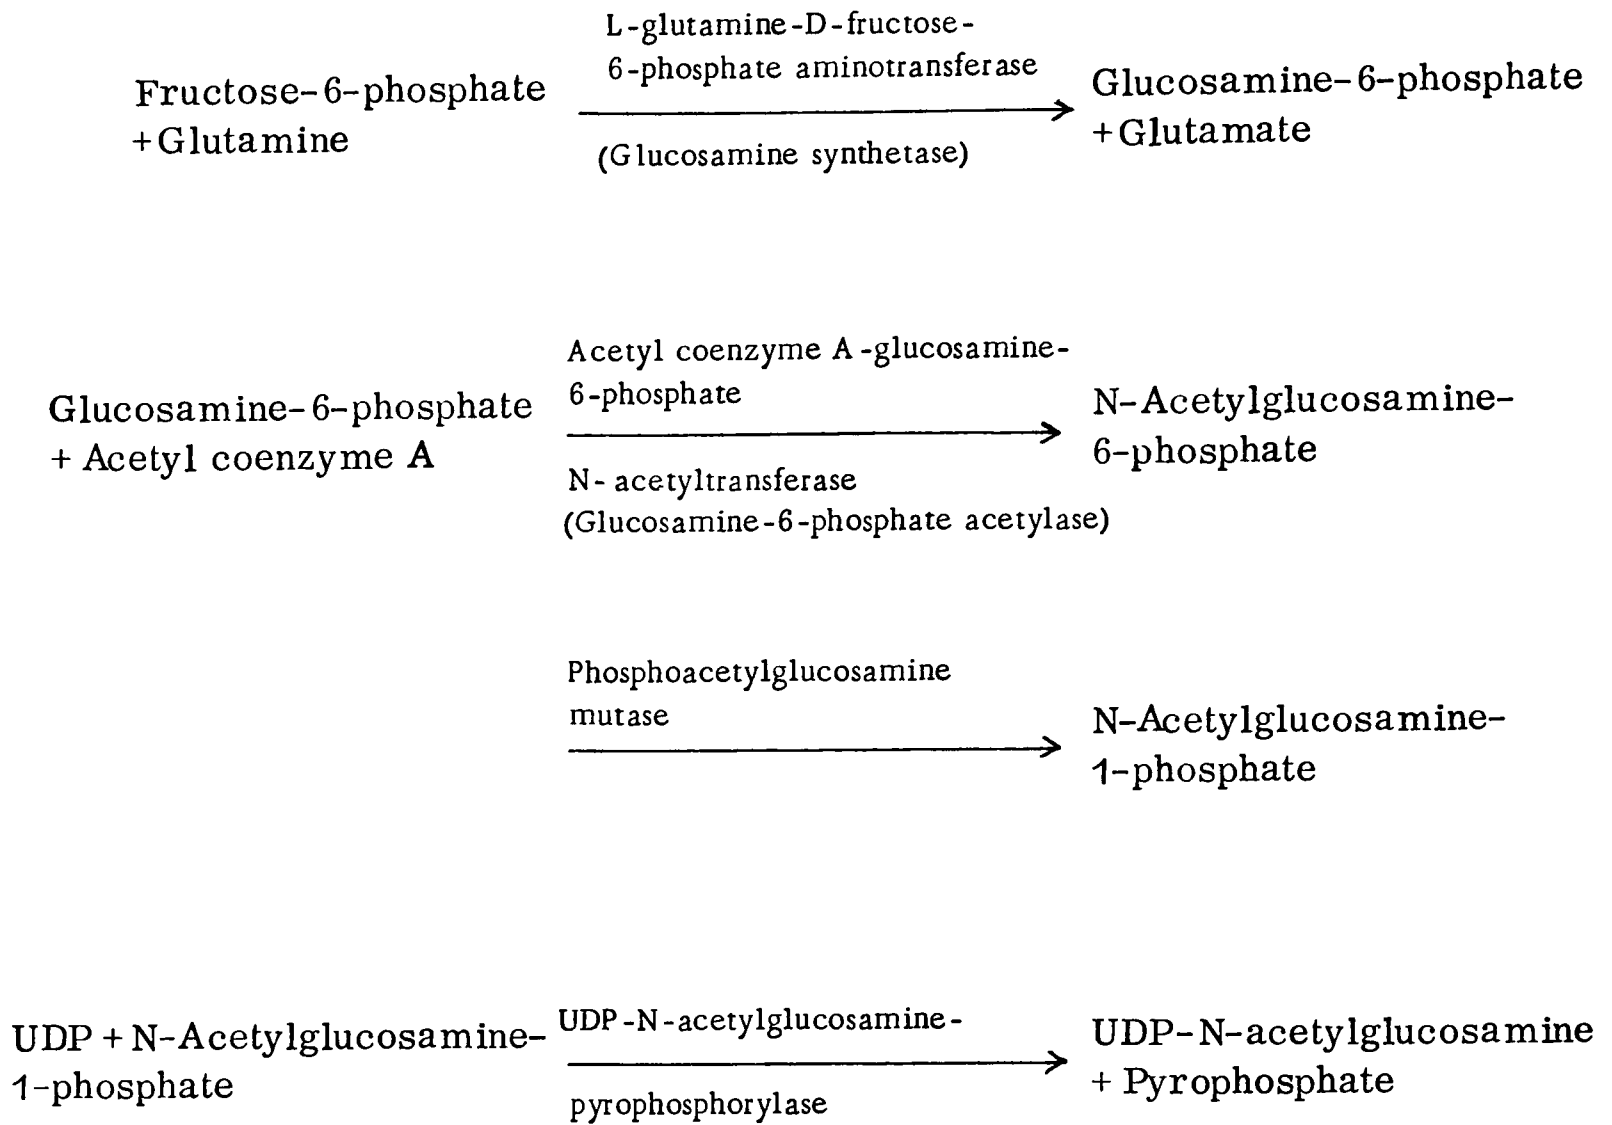 L-glutamine-D-fructose-
6-phosphate aminotransferase
Fructose-6-phosphate
+Glutamine
(Glucosamine synthetase)
Glucosamine-6-phosphate
+Glutamate
Acetyl coenzyme A-glucosamine-
6-phosphate
Glucosamine-6-phosphate
+ Acetyl coenzyme A
N-acetyltransferase
(Glucosamine-6-phosphate acetylase)
N-Acetylglucosamine-
6-phosphate
Phosphoacetylglucosamine
mutase
N-Acetylglucosamine-
1-phosphate
UDP + N-Acetylglucosamine-
1-phosphate
UDP-N-acetylglucosamine-
pyrophosphorylase
UDP-N-acetylglucosamine
+ Pyrophosphate